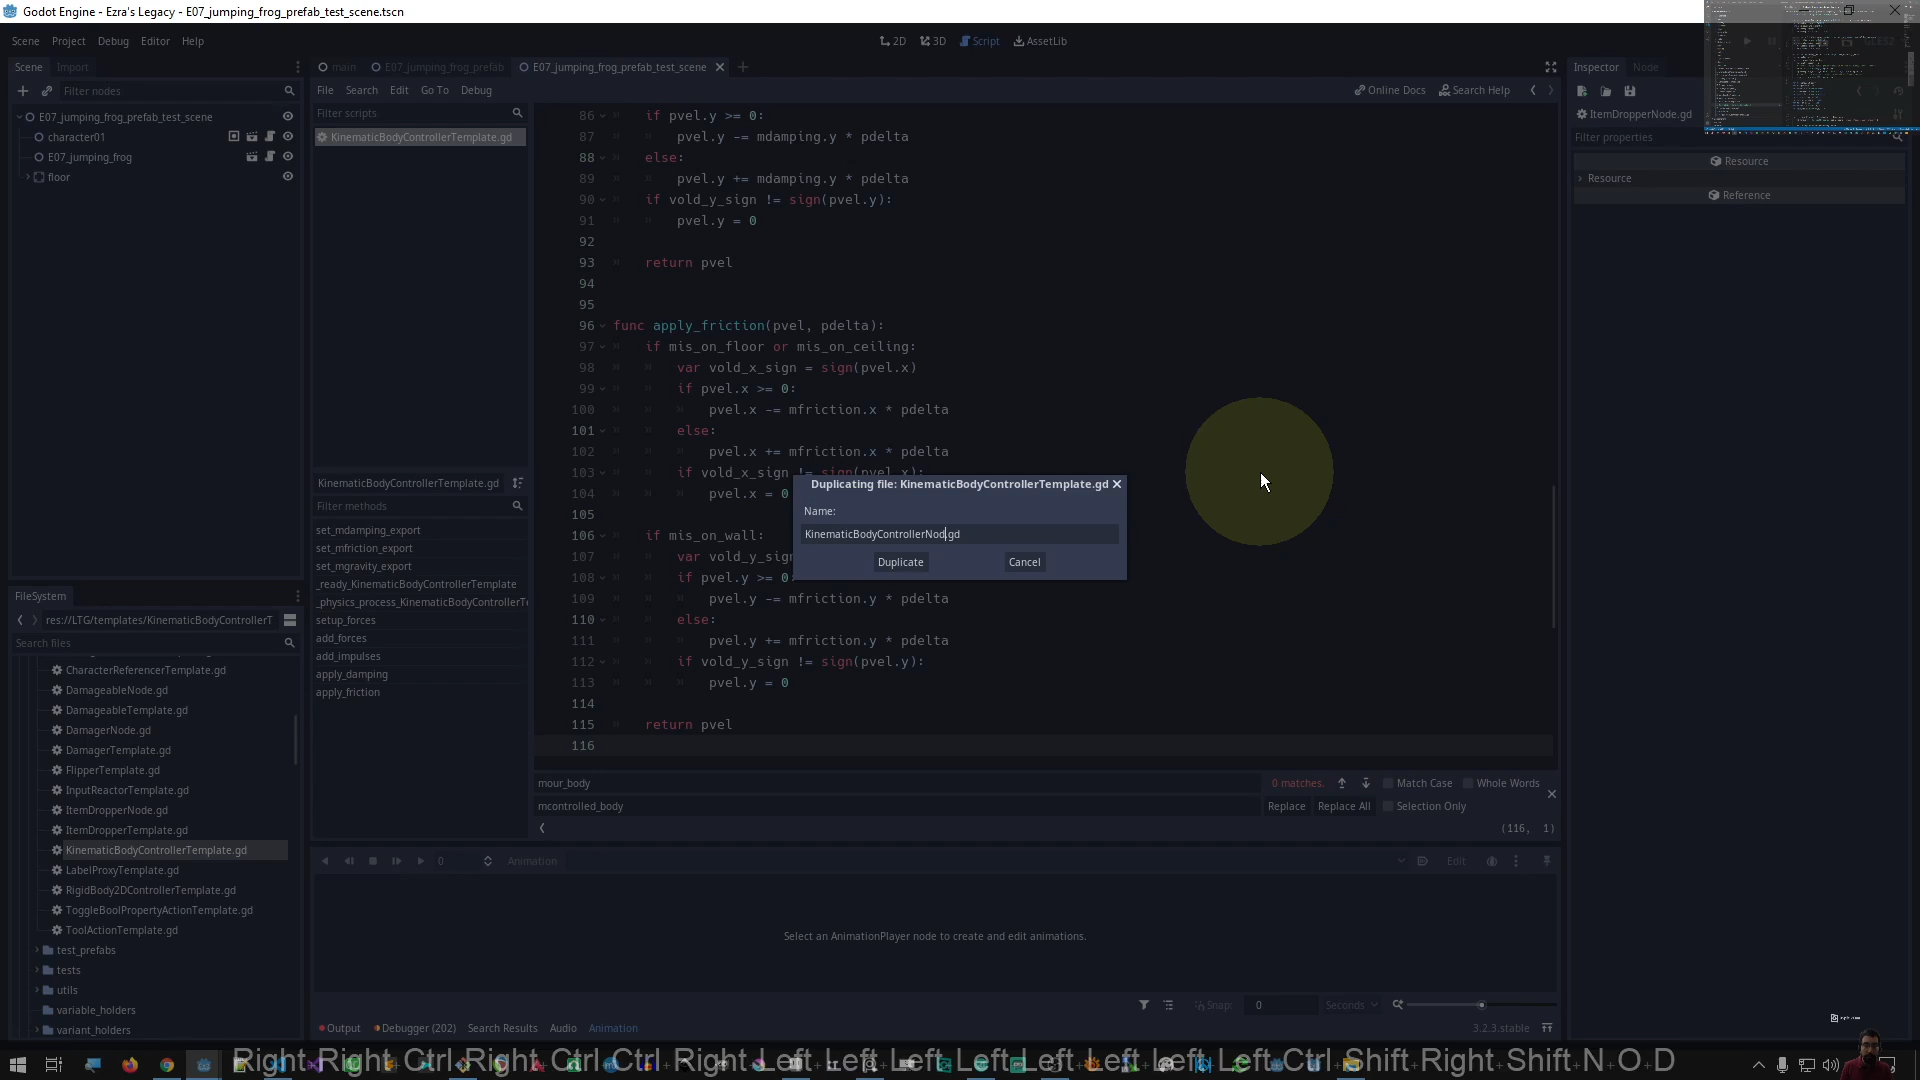 Godot Engine - Ezra's Legacy - E07_jumping_frog_prefab_test_scene.tscn
Scene Project Debug Editor Help
2D 3D Script AssetLib
Scene Import
main E07_jumping_frog_prefab E07_jumping_frog_prefab_test_scene
Inspector Node
Filter nodes
File Search Edit Go To Debug
Online Docs Search Help
Filter scripts
ItemDropperNode.gd
Filter properties
Resource
Resource
Reference
E07_jumping_frog_prefab_test_scene
character01
E07_jumping_frog
floor
KinematicBodyControllerTemplate.gd
86 if pvel.y >= 0:
87 pvel.y -= mdamping.y * pdelta
88 else:
89 pvel.y += mdamping.y * pdelta
90 if vold_y_sign != sign(pvel.y):
91 pvel.y = 0
92
93 return pvel
94
95
96 func apply_friction(pvel, pdelta):
97 if mis_on_floor or mis_on_ceiling:
98 var vold_x_sign = sign(pvel.x)
99 if pvel.x >= 0:
100 pvel.x -= mfriction.x * pdelta
101 else:
102 pvel.x += mfriction.x * pdelta
103 if vold_x_sign != sign(pvel.x):
104 pvel.x = 0
105
106 if mis_on_wall:
107 var vold_y_sign
108 if pvel.y >= 0:
109 pvel.y -= mfriction.y * pdelta
110 else:
111 pvel.y += mfriction.y * pdelta
112 if vold_y_sign != sign(pvel.y):
113 pvel.y = 0
114
115 return pvel
116
Duplicating file: KinematicBodyControllerTemplate.gd
Name:
KinematicBodyControllerNod.gd
Duplicate Cancel
KinematicBodyControllerTemplate.gd
Filter methods
set_mdamping_export
set_mfriction_export
set_mgravity_export
_ready_KinematicBodyControllerTemplate
_physics_process_KinematicBodyControllerTe
setup_forces
add_forces
add_impulses
apply_damping
apply_friction
FileSystem
res://LTG/templates/KinematicBodyControllerT
Search files
CharacterReferencerTemplate.gd
DamageableNode.gd
DamageableTemplate.gd
DamagerNode.gd
DamagerTemplate.gd
FlipperTemplate.gd
InputReactorTemplate.gd
ItemDropperNode.gd
ItemDropperTemplate.gd
KinematicBodyControllerTemplate.gd
LabelProxyTemplate.gd
RigidBody2DControllerTemplate.gd
ToggleBoolPropertyActionTemplate.gd
ToolActionTemplate.gd
test_prefabs
tests
utils
variable_holders
variant_holders
mour_body
0 matches. Match Case Whole Words
mcontrolled_body
Replace Replace All Selection Only
(116, 1)
0 Animation Edit
Select an AnimationPlayer node to create and edit animations.
Snap: 0 Seconds
Output Debugger (202) Search Results Audio Animation
3.2.3.stable
Right+Right Ctrl+Right Ctrl Ctrl+Right Left+Left+Left+Left+Left+Left+Left+Left Ctrl+Shift+Right Shift+N+O+D